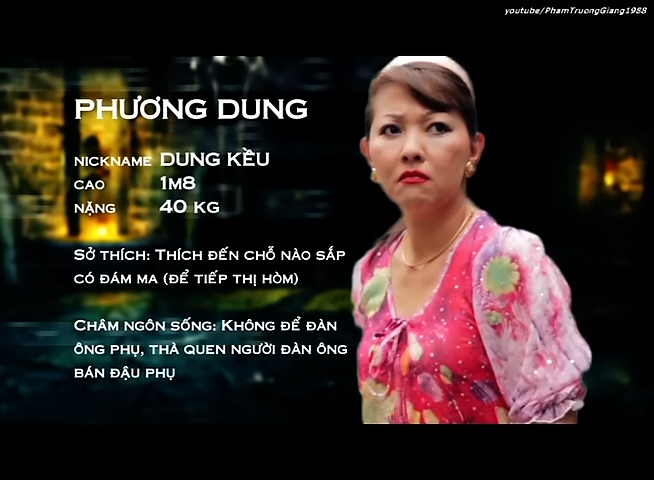 youtube/PhamTruongGiang1988
PHƯƠNG DUNG
NICKNAME DUNG KỀU
CAO 1M8
NẶNG 40 KG
SỞ THÍCH: THÍCH ĐẾN CHỖ NÀO SẮP
CÓ ĐÁM MA (ĐỂ TIẾP THỊ HÒM)
CHÂM NGÔN SỐNG: KHÔNG ĐỂ ĐÀN
ÔNG PHỤ, THÀ QUEN NGƯỜI ĐÀN ÔNG
BÁN ĐẬU PHỤ